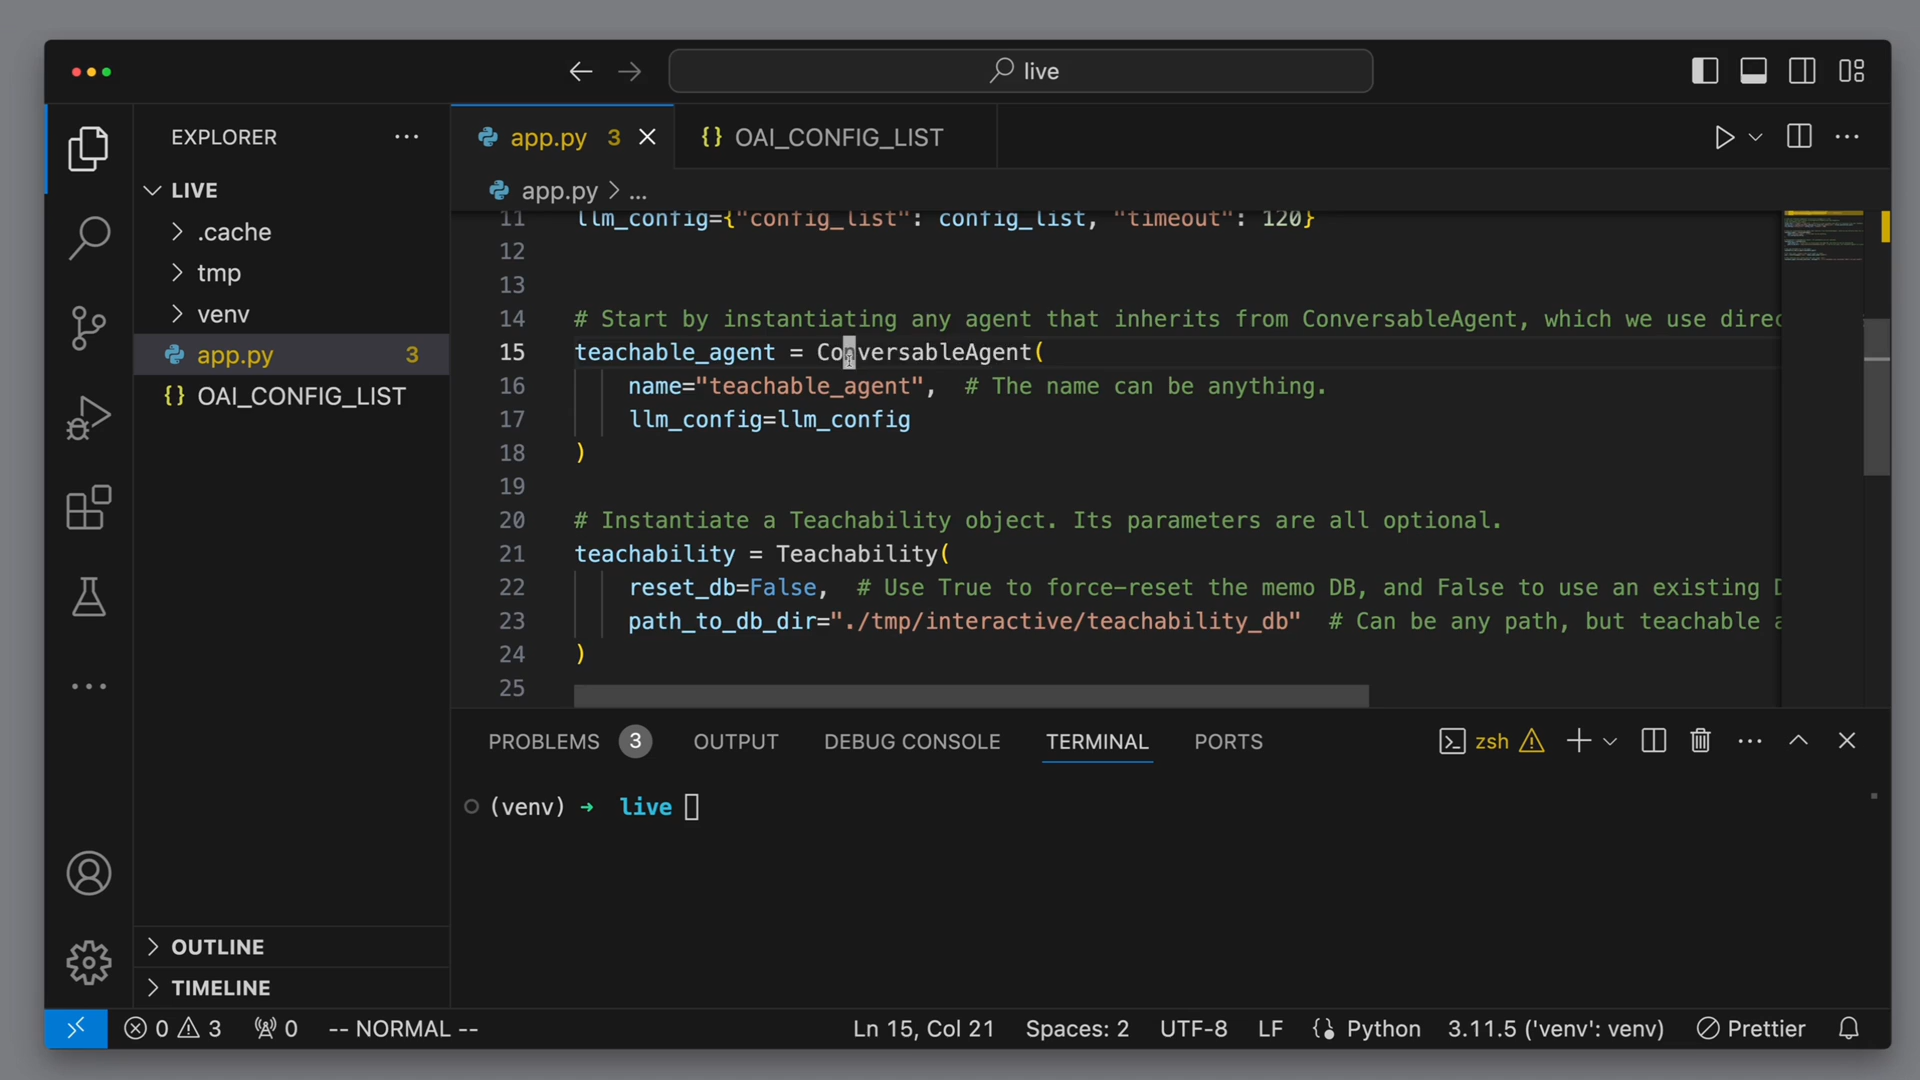 live
EXPLORER
LIVE
.cache
tmp
venv
app.py 3
OAI_CONFIG_LIST
OUTLINE
TIMELINE
app.py 3
OAI_CONFIG_LIST
app.py > ...
11 llm_config={"config_list": config_list, "timeout": 120}
12
13
14 # Start by instantiating any agent that inherits from ConversableAgent, which we use direc
15 teachable_agent = ConversableAgent(
16 name="teachable_agent", # The name can be anything.
17 llm_config=llm_config
18 )
19
20 # Instantiate a Teachability object. Its parameters are all optional.
21 teachability = Teachability(
22 reset_db=False, # Use True to force-reset the memo DB, and False to use an existing D
23 path_to_db_dir="./tmp/interactive/teachability_db" # Can be any path, but teachable a
24 )
25
PROBLEMS 3 OUTPUT DEBUG CONSOLE TERMINAL PORTS zsh
(venv) → live
0 3 0 -- NORMAL -- Ln 15, Col 21 Spaces: 2 UTF-8 LF Python 3.11.5 ('venv': venv) Prettier